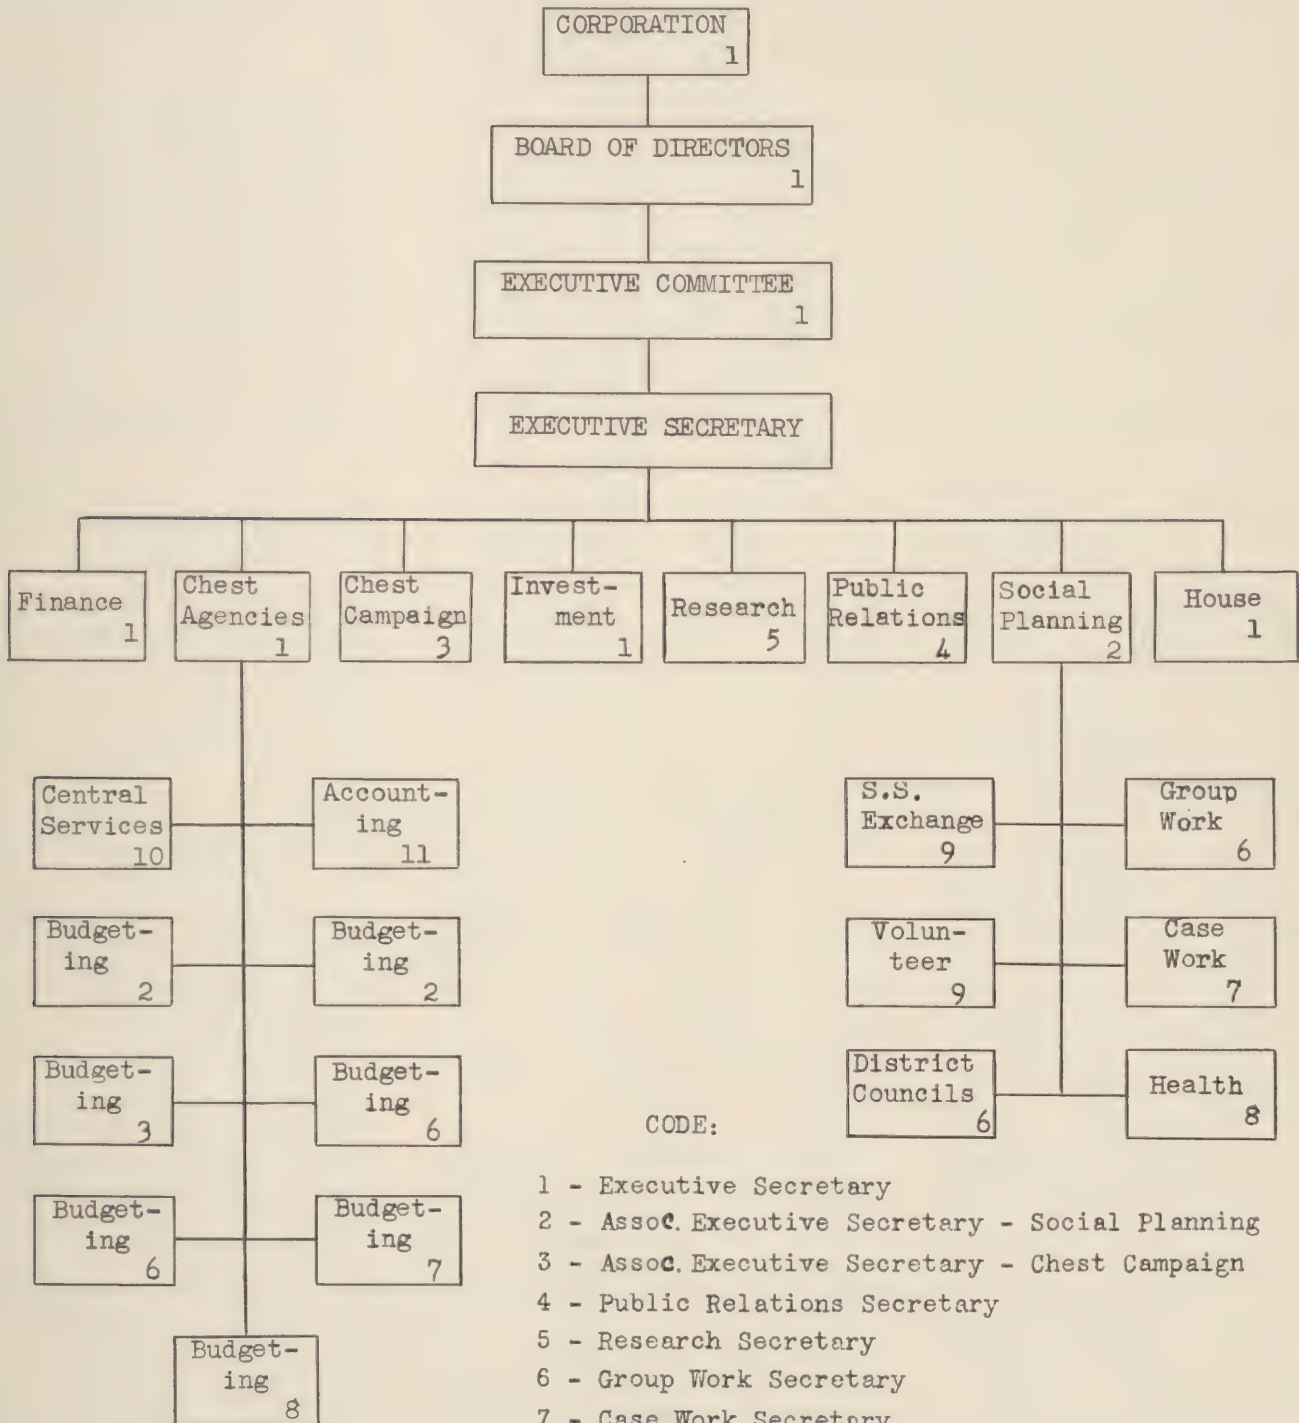 CORPORATION
1
BOARD OF DIRECTORS
1
EXECUTIVE COMMITTEE
1
EXECUTIVE SECRETARY
Finance
1
Chest
Agencies
1
Chest
Campaign
3
Invest-
ment
1
Research
5
Public
Relations
4
Social
Planning
2
House
1
Central
Services
10
Account-
ing
11
Budget-
ing
2
Budget-
ing
2
Budget-
ing
3
Budget-
ing
6
Budget-
ing
6
Budget-
ing
7
Budget-
ing
8
S.S.
Exchange
9
Group
Work
6
Volun-
teer
9
Case
Work
7
District
Councils
6
Health
8
CODE:
1 - Executive Secretary
2 - Assoc. Executive Secretary - Social Planning
3 - Assoc. Executive Secretary - Chest Campaign
4 - Public Relations Secretary
5 - Research Secretary
6 - Group Work Secretary
7 - Case Work Secretary